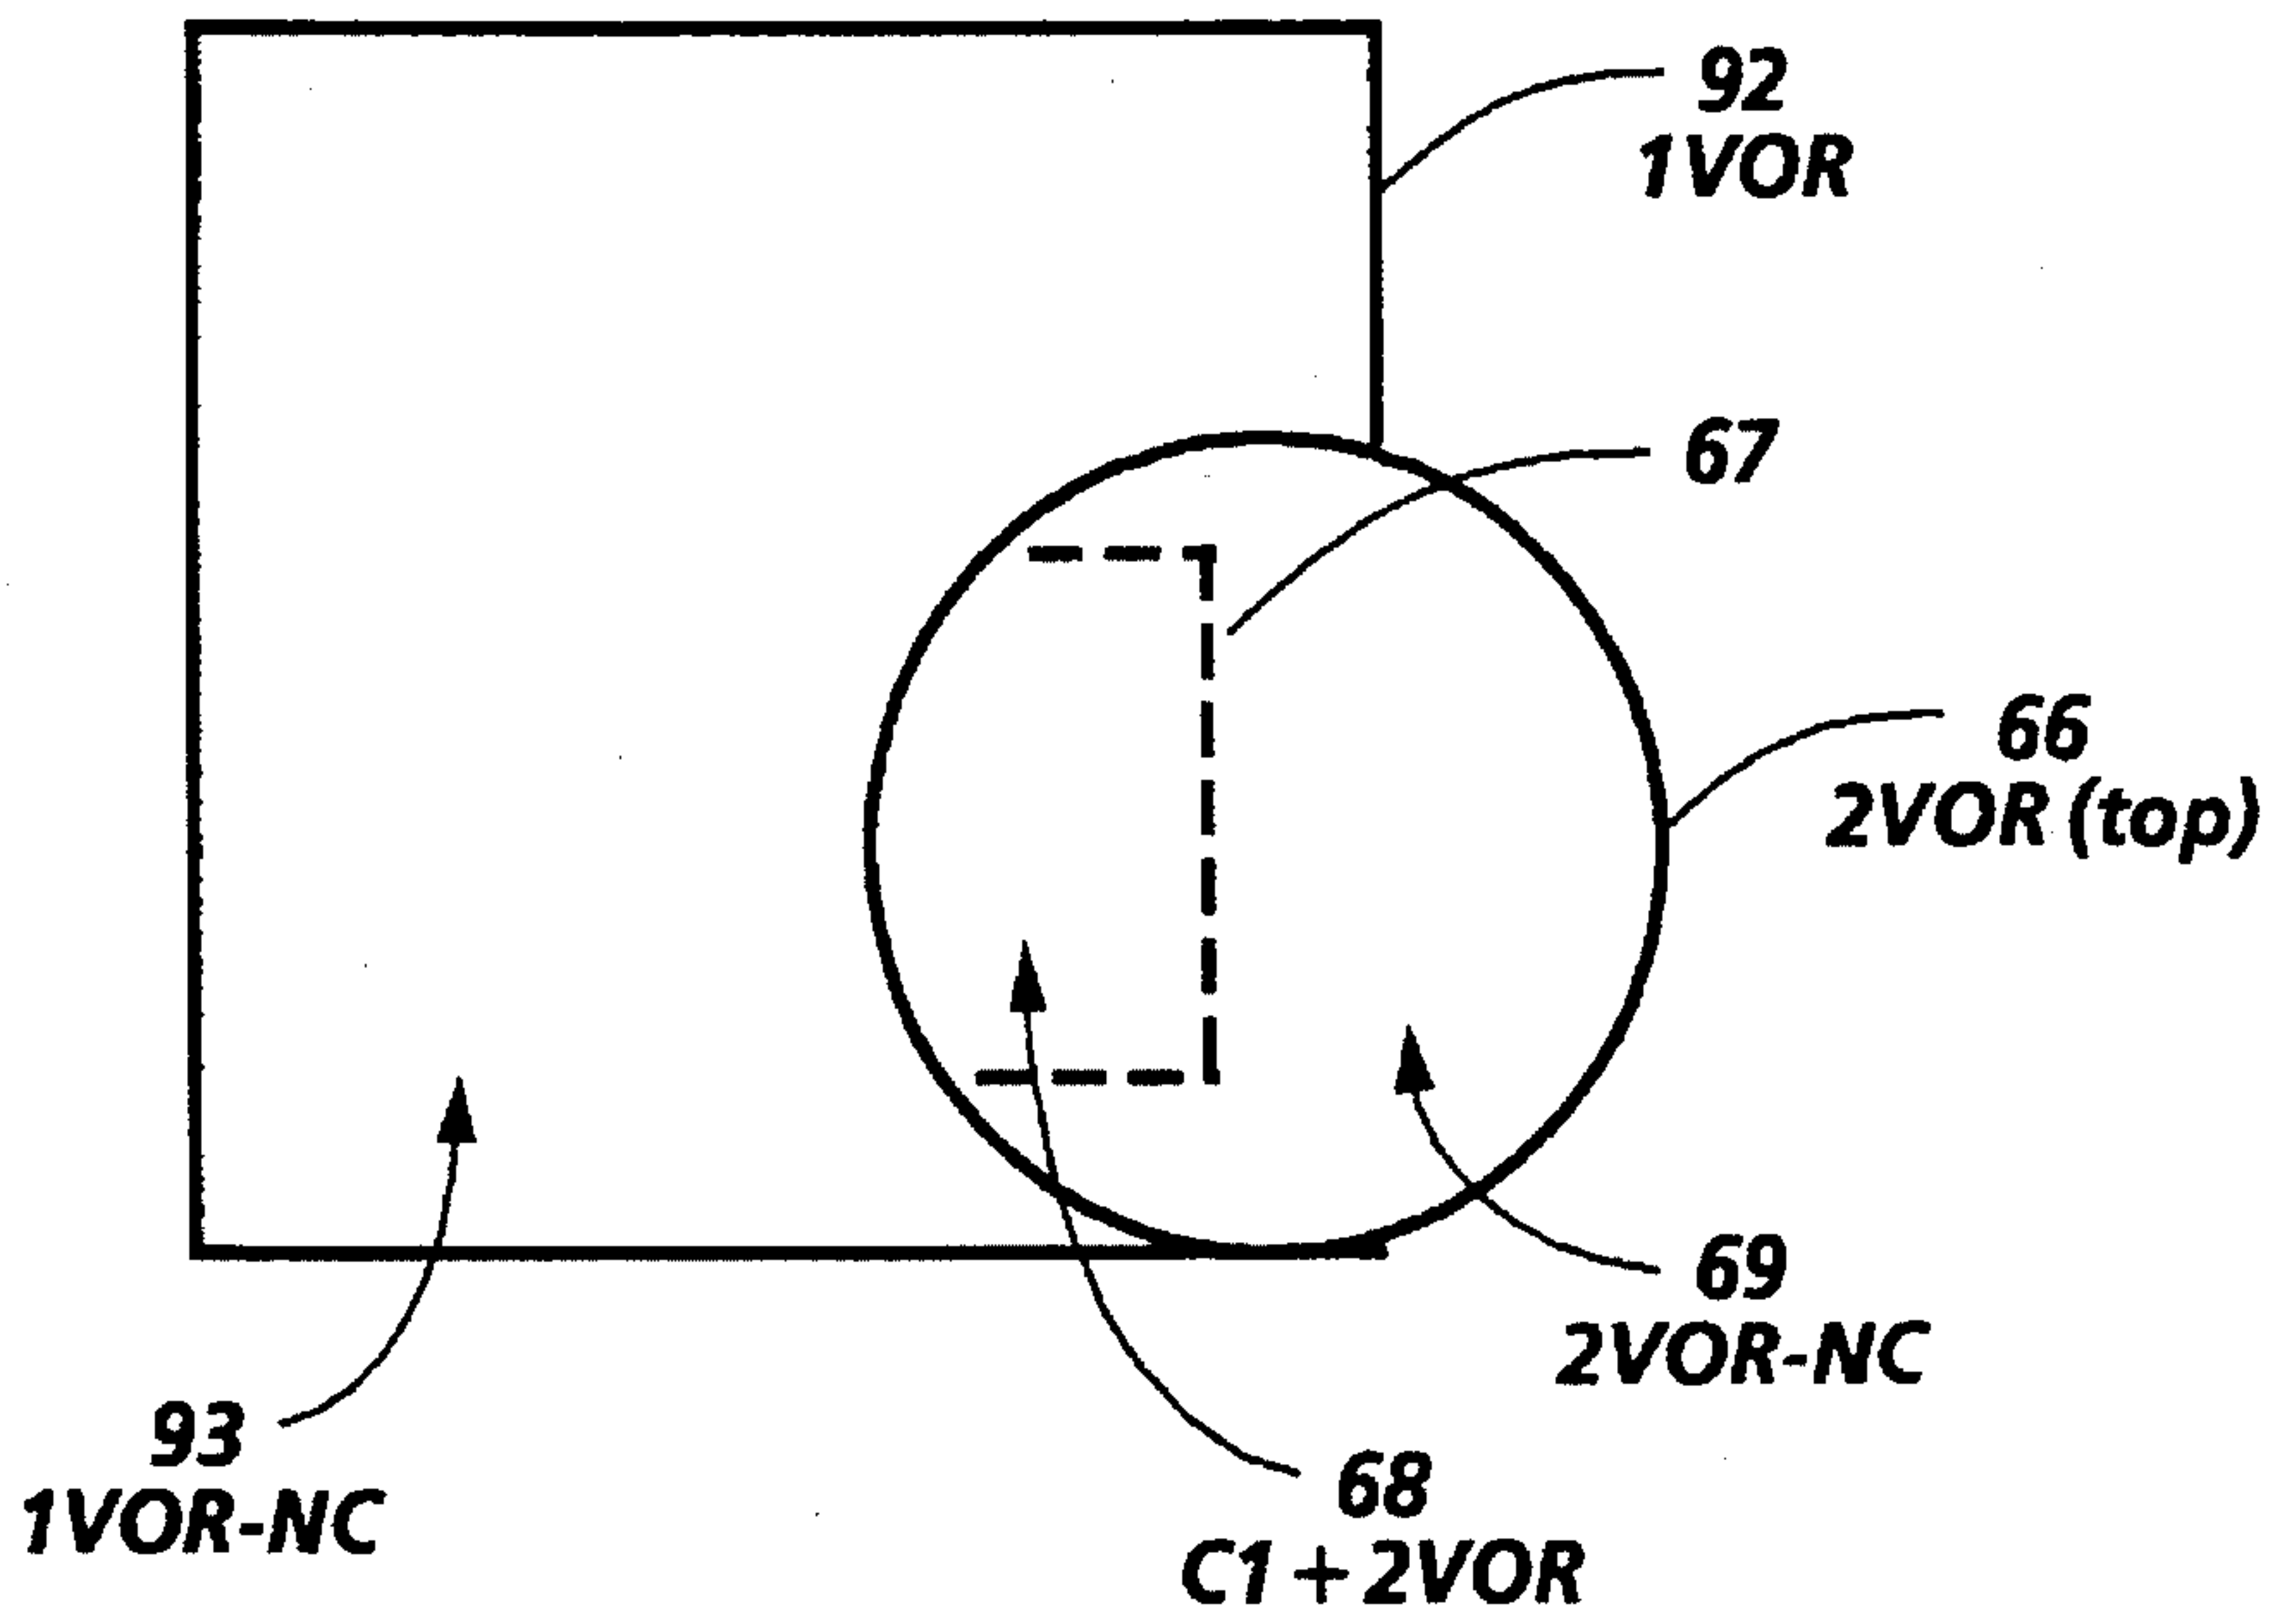 92
1VOR
67
66
2VOR (top)
69
2VOR-NC
93
1VOR-NC
68
C1+2VOR